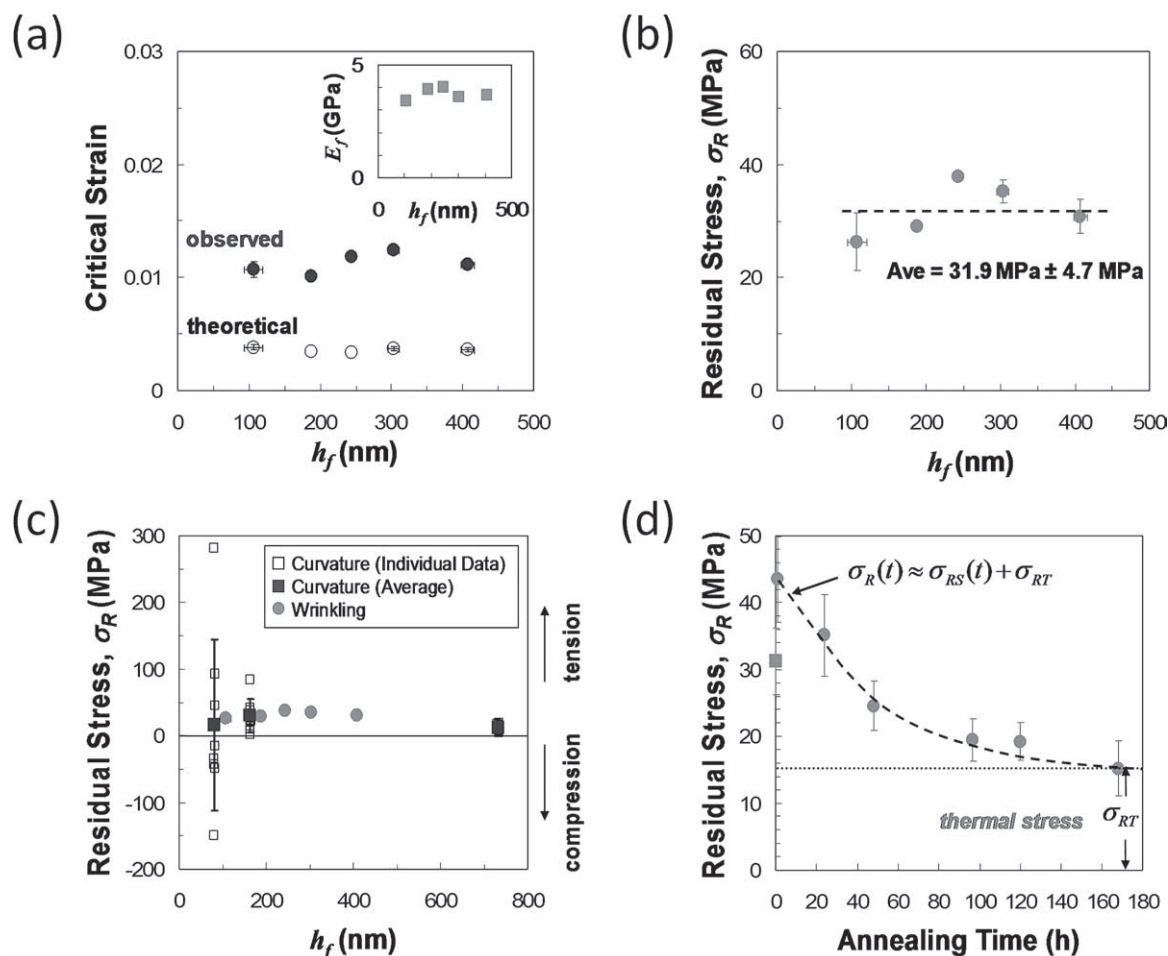 (a)
0.03
0.02
0.01
0
Critical Strain
observed
theoretical
0 100 200 300 400 500
h_f (nm)
5
0
E_f (GPa)
0 h_f (nm) 500
(b)
60
40
20
0
Residual Stress, σ_R (MPa)
Ave = 31.9 MPa ± 4.7 MPa
0 100 200 300 400 500
h_f (nm)
(c)
300
200
100
0
-100
-200
Residual Stress, σ_R (MPa)
Curvature (Individual Data)
Curvature (Average)
Wrinkling
tension
compression
0 200 400 600 800
h_f (nm)
(d)
50
40
30
20
10
0
Residual Stress, σ_R (MPa)
σ_R(t) ≈ σ_RS(t) + σ_RT
thermal stress
σ_RT
0 20 40 60 80 100 120 140 160 180
Annealing Time (h)